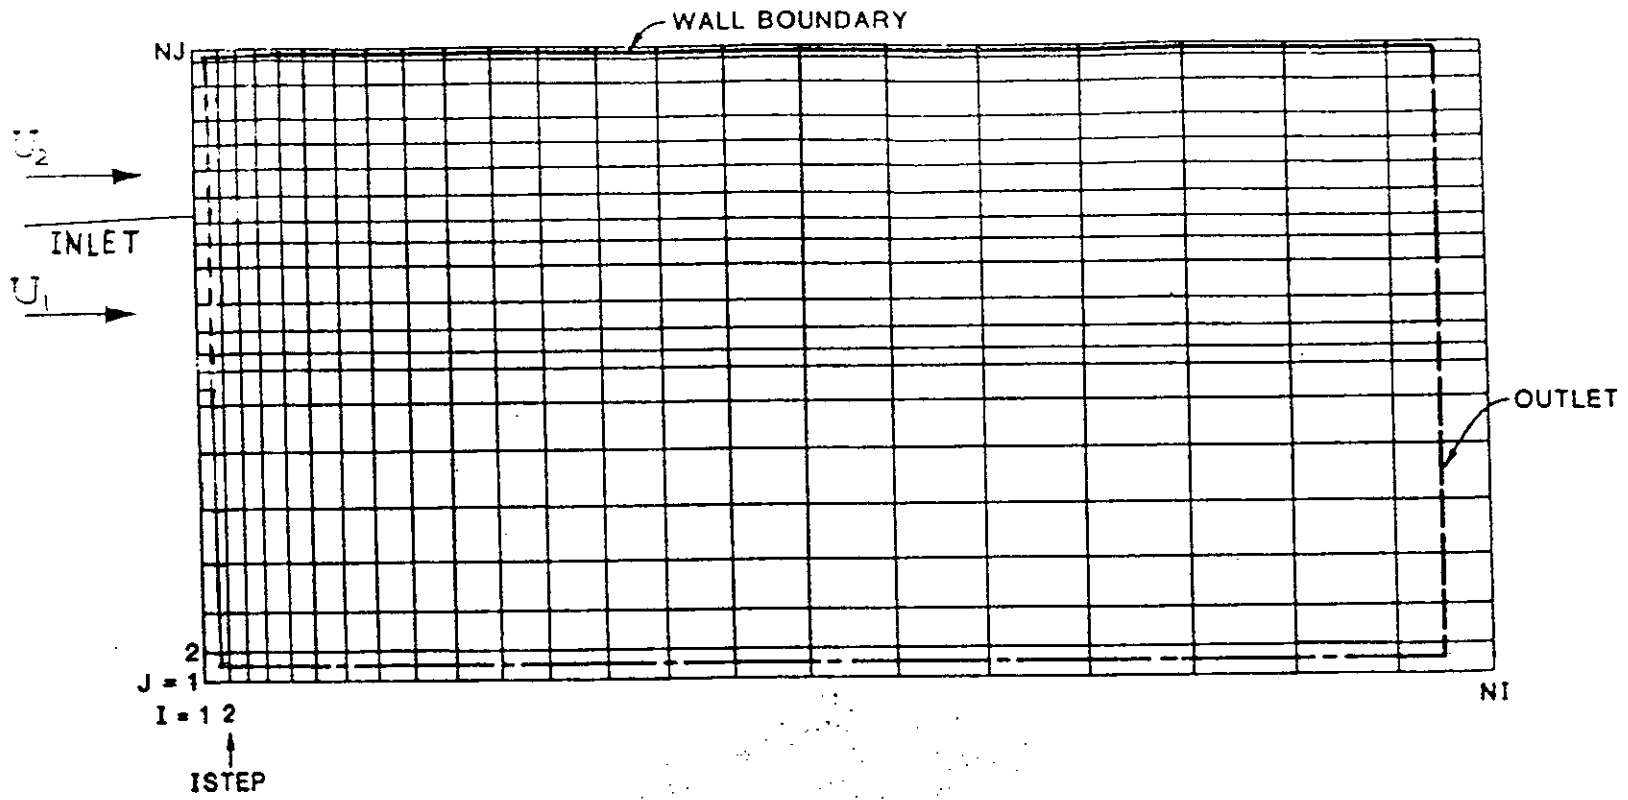 WALL BOUNDARY
NJ
U₂
INLET
U₁
OUTLET
2
J = 1
NI
I = 1 2
ISTEP